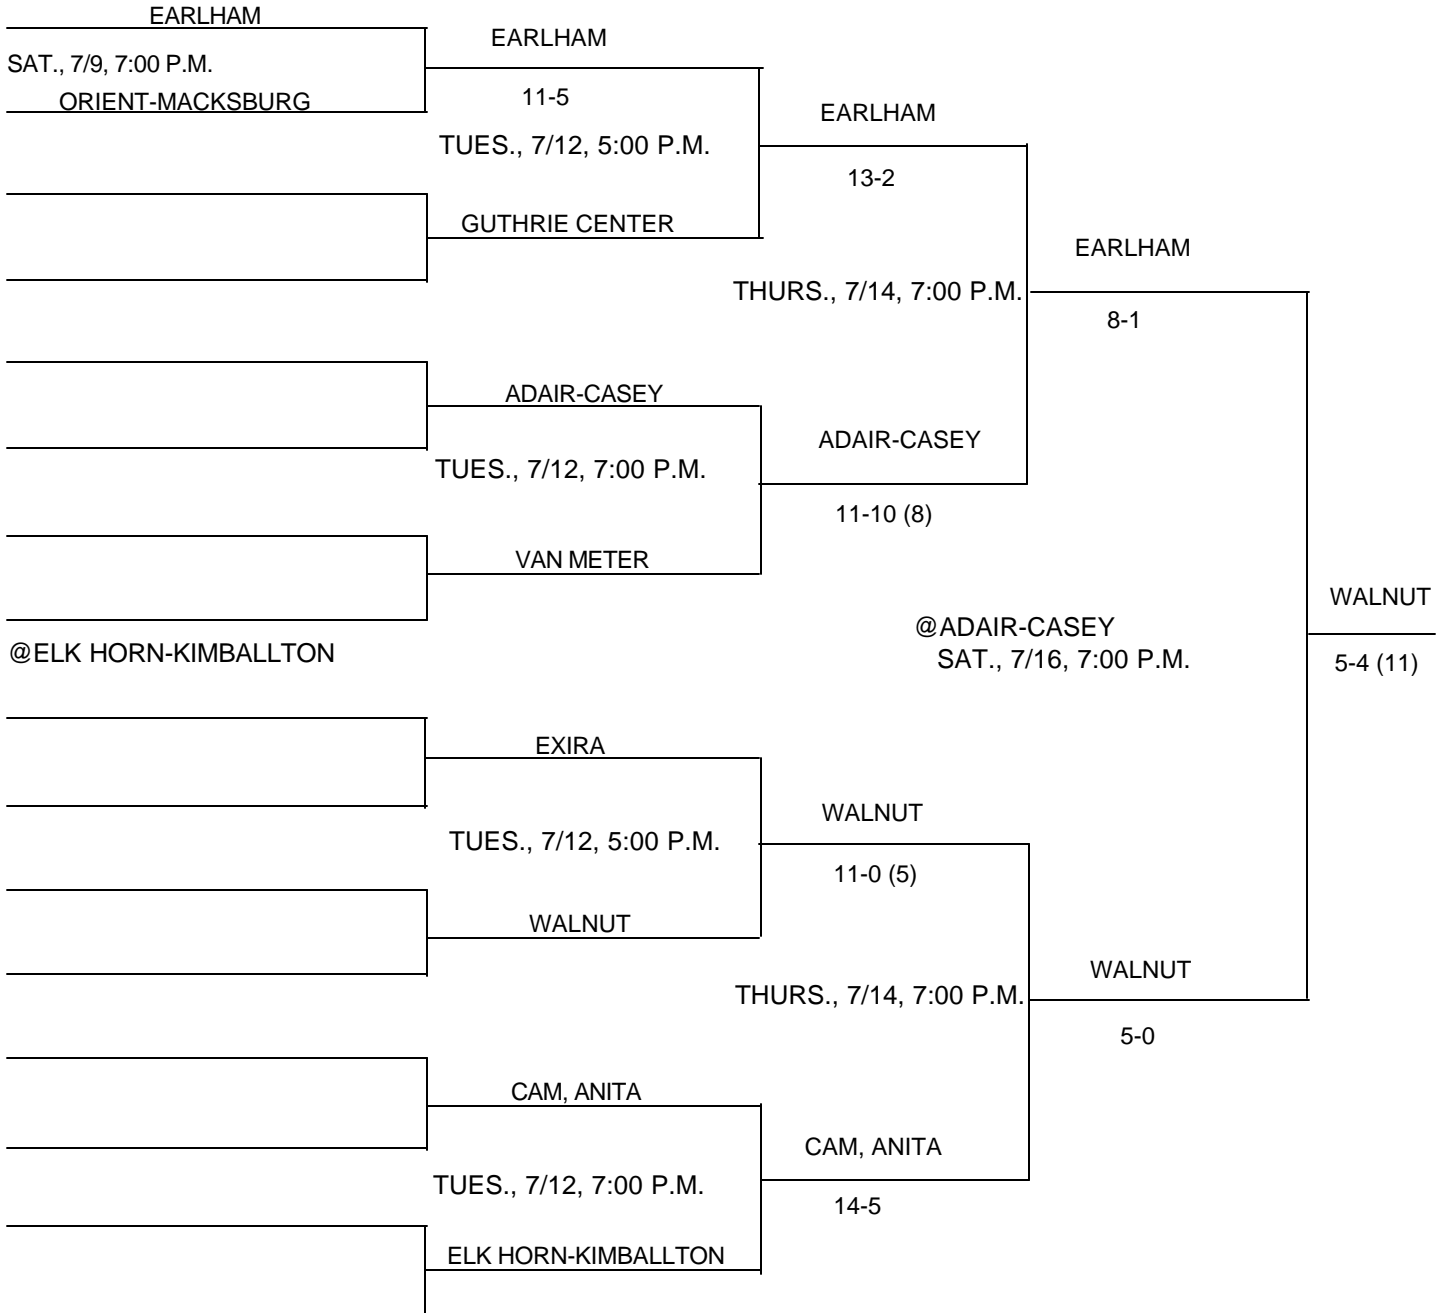 EARLHAM
EARLHAM
SAT., 7/9, 7:00 P.M.
ORIENT-MACKSBURG
11-5
EARLHAM
TUES., 7/12, 5:00 P.M.
13-2
GUTHRIE CENTER
EARLHAM
THURS., 7/14, 7:00 P.M.
8-1
ADAIR-CASEY
ADAIR-CASEY
TUES., 7/12, 7:00 P.M.
11-10 (8)
VAN METER
WALNUT
@ADAIR-CASEY
SAT., 7/16, 7:00 P.M.
5-4 (11)
@ELK HORN-KIMBALLTON
EXIRA
WALNUT
TUES., 7/12, 5:00 P.M.
11-0 (5)
WALNUT
WALNUT
THURS., 7/14, 7:00 P.M.
5-0
CAM, ANITA
CAM, ANITA
TUES., 7/12, 7:00 P.M.
14-5
ELK HORN-KIMBALLTON